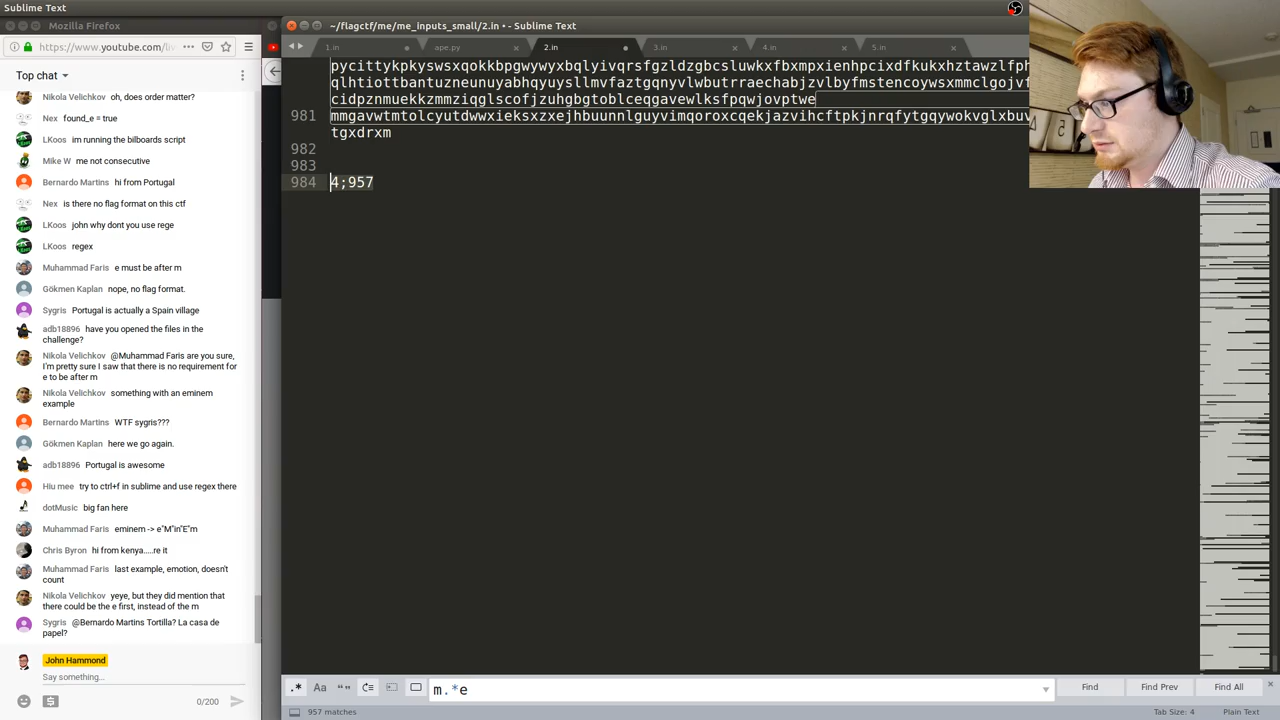 Sublime Text
Mozilla Firefox
~/flagctf/me/me_inputs_small/2.in • - Sublime Text
https://www.youtube.com/liv
1.in
ape.py
2.in
3.in
4.in
5.in
Top chat
Nikola Velichkov oh, does order matter?
Nex found_e = true
LKoos im running the bilboards script
Mike W me not consecutive
Bernardo Martins hi from Portugal
Nex is there no flag format on this ctf
LKoos john why dont you use rege
LKoos regex
Muhammad Faris e must be after m
Gökmen Kaplan nope, no flag format.
Sygris Portugal is actually a Spain village
adb18896 have you opened the files in the
challenge?
Nikola Velichkov @Muhammad Faris are you sure,
I'm pretty sure I saw that there is no requirement for
e to be after m
Nikola Velichkov something with an eminem
example
Bernardo Martins WTF sygris???
Gökmen Kaplan here we go again.
adb18896 Portugal is awesome
Hiu mee try to ctrl+f in sublime and use regex there
dotMusic big fan here
Muhammad Faris eminem -> e"M"in"E"m
Chris Byron hi from kenya.....re it
Muhammad Faris last example, emotion, doesn't
count
Nikola Velichkov yeye, but they did mention that
there could be the e first, instead of the m
Sygris @Bernardo Martins Tortilla? La casa de
papel?
John Hammond
Say something...
0/200
pycittykpkyswsxqokkbpgwywyxbqlyivqrsfgzldzgbcsluwkxfbxmpxienhpcixdfkukxhztawzlfph
qlhtiottbantuzneunuyabhqyuysllmvfaztgqnyvlwbutrraechabjzvlbyfmstencoywsxmmclgojvf
cidpznmuekkzmmziqglscofjzuhgbgtoblceqgavewlksfpqwjovptwe
981 mmgavwtmtolcyutdwwxieksxzxejhbuunnlguyvimqoroxcqekjazvihcftpkjnrqfytgqywokvglxbuv
tgxdrxm
982
983
984 4;957
.* Aa “” m.*e Find Find Prev Find All
957 matches Tab Size: 4 Plain Text